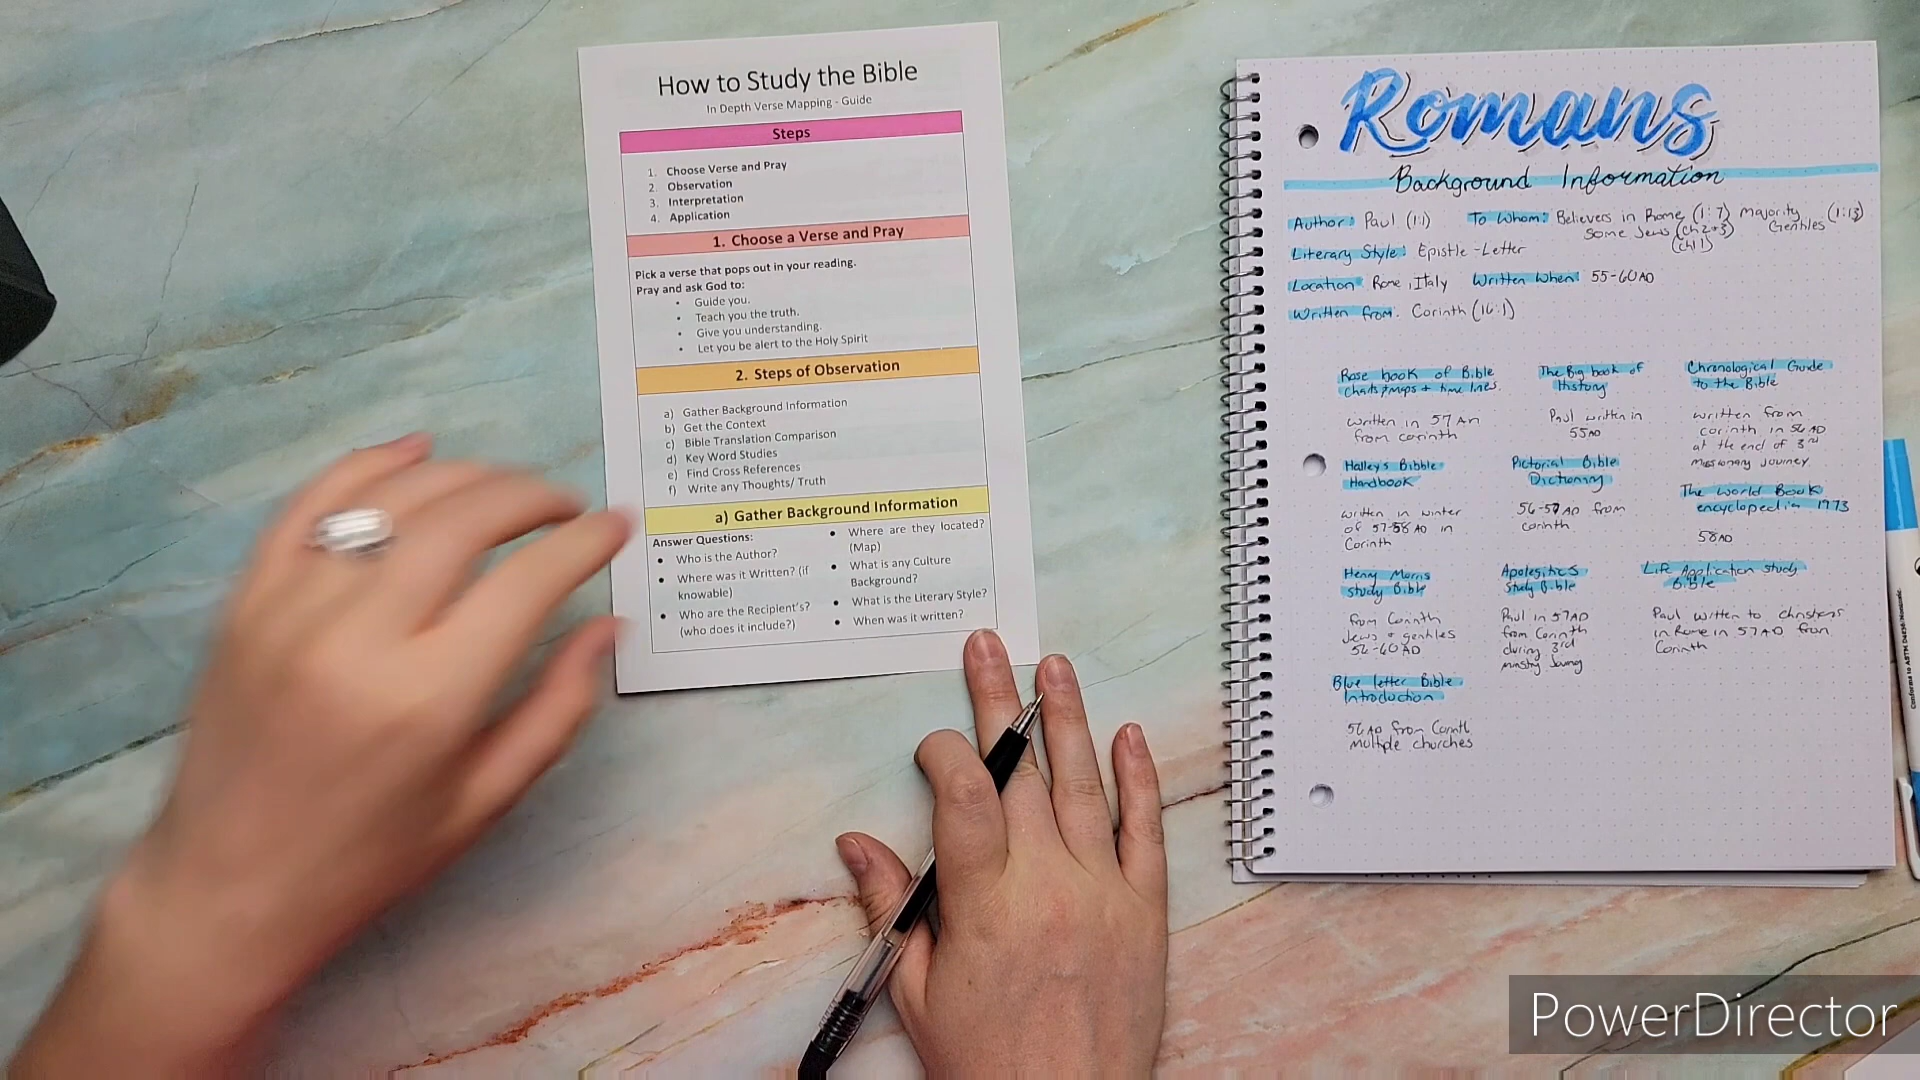 How to Study the Bible
In Depth Verse Mapping - Guide
Steps
1. Choose Verse and Pray
2. Observation
3. Interpretation
4. Application
1. Choose a Verse and Pray
Pick a verse that pops out in your reading.
Pray and ask God to:
• Guide you.
• Teach you the truth.
• Give you understanding.
• Let you be alert to the Holy Spirit
2. Steps of Observation
a) Gather Background Information
b) Get the Context
c) Bible Translation Comparison
d) Key Word Studies
e) Find Cross References
f) Write any Thoughts/ Truth
a) Gather Background Information
Answer Questions:
• Who is the Author?
• Where was it Written? (if
knowable)
• Who are the Recipient's?
(who does it include?)
• Where are they located?
(Map)
• What is any Culture
Background?
• What is the Literary Style?
• When was it written?
Romans
Background Information
Author: Paul (1:1) To Whom: Believers in Rome (1:7) Majority (1:13)
some Jews (ch 2+3) Gentiles
(ch 1)
Literary Style: Epistle - Letter
Location: Rome, Italy Written When: 55-60 AD
Written from: Corinth (16:1)
Rose book of Bible
charts, maps + time lines.
written in 57 AD
from corinth
The Big book of
History
Paul written in
55 AD
Chronological Guide
to the Bible
written from
corinth in 56 AD
at the end of 3rd
missionary journey.
Halley's Bibble
Handbook
written in winter
of 57-58 AD in
Corinth
Pictorial Bible
Dictionary
56-57 AD from
corinth
The World Book
encyclopedia 1973
58 AD
Henry Morris
Study Bible
from Corinth
Jews + gentiles
56-60 AD
Apologitics
Study Bible
Paul in 57AD
from Corinth
during 3rd
Life Application Study
Bible
Paul written to christians
in Rome in 57 AD from
Corinth
Blue letter Bible
Introduction
56 AD from
multiple churches
Conforms to ASTM
PowerDirector